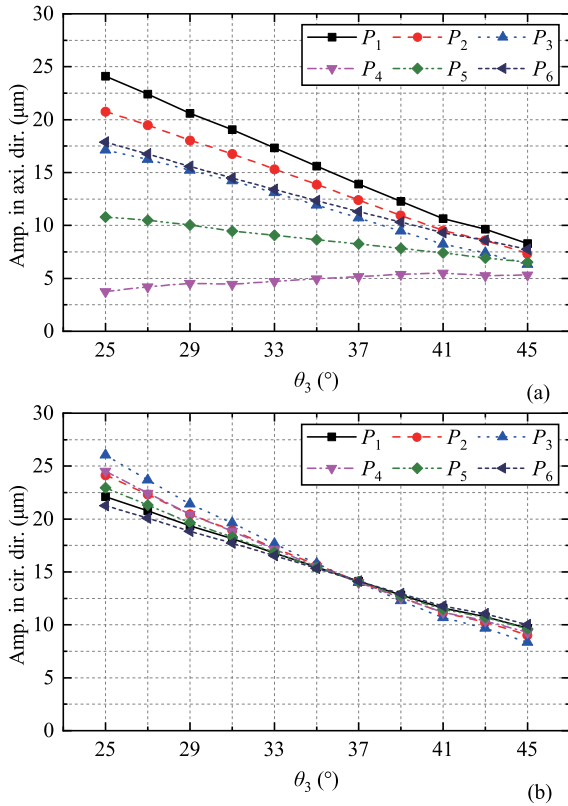 30
25
20
15
10
5
0
Amp. in axi. dir. (μm)
P1 P2 P3
P4 P5 P6
25 29 33 37 41 45
θ3 (°)
(a)
30
25
20
15
10
5
0
Amp. in cir. dir. (μm)
P1 P2 P3
P4 P5 P6
25 29 33 37 41 45
θ3 (°)
(b)